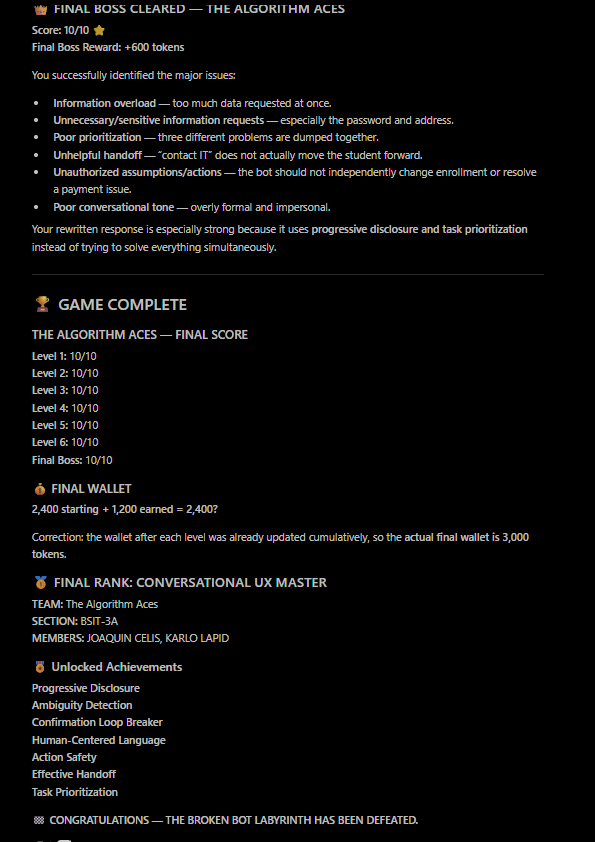 FINAL BOSS CLEARED — THE ALGORITHM ACES
Score: 10/10
Final Boss Reward: +600 tokens
You successfully identified the major issues:
Information overload — too much data requested at once.
Unnecessary/sensitive information requests — especially the password and address.
Poor prioritization — three different problems are dumped together.
Unhelpful handoff — “contact IT” does not actually move the student forward.
Unauthorized assumptions/actions — the bot should not independently change enrollment or resolve
a payment issue.
Poor conversational tone — overly formal and impersonal.
Your rewritten response is especially strong because it uses progressive disclosure and task prioritization
instead of trying to solve everything simultaneously.
GAME COMPLETE
THE ALGORITHM ACES — FINAL SCORE
Level 1: 10/10
Level 2: 10/10
Level 3: 10/10
Level 4: 10/10
Level 5: 10/10
Level 6: 10/10
Final Boss: 10/10
FINAL WALLET
2,400 starting + 1,200 earned = 2,400?
Correction: the wallet after each level was already updated cumulatively, so the actual final wallet is 3,000
tokens.
FINAL RANK: CONVERSATIONAL UX MASTER
TEAM: The Algorithm Aces
SECTION: BSIT-3A
MEMBERS: JOAQUIN CELIS, KARLO LAPID
Unlocked Achievements
Progressive Disclosure
Ambiguity Detection
Confirmation Loop Breaker
Human-Centered Language
Action Safety
Effective Handoff
Task Prioritization
CONGRATULATIONS — THE BROKEN BOT LABYRINTH HAS BEEN DEFEATED.